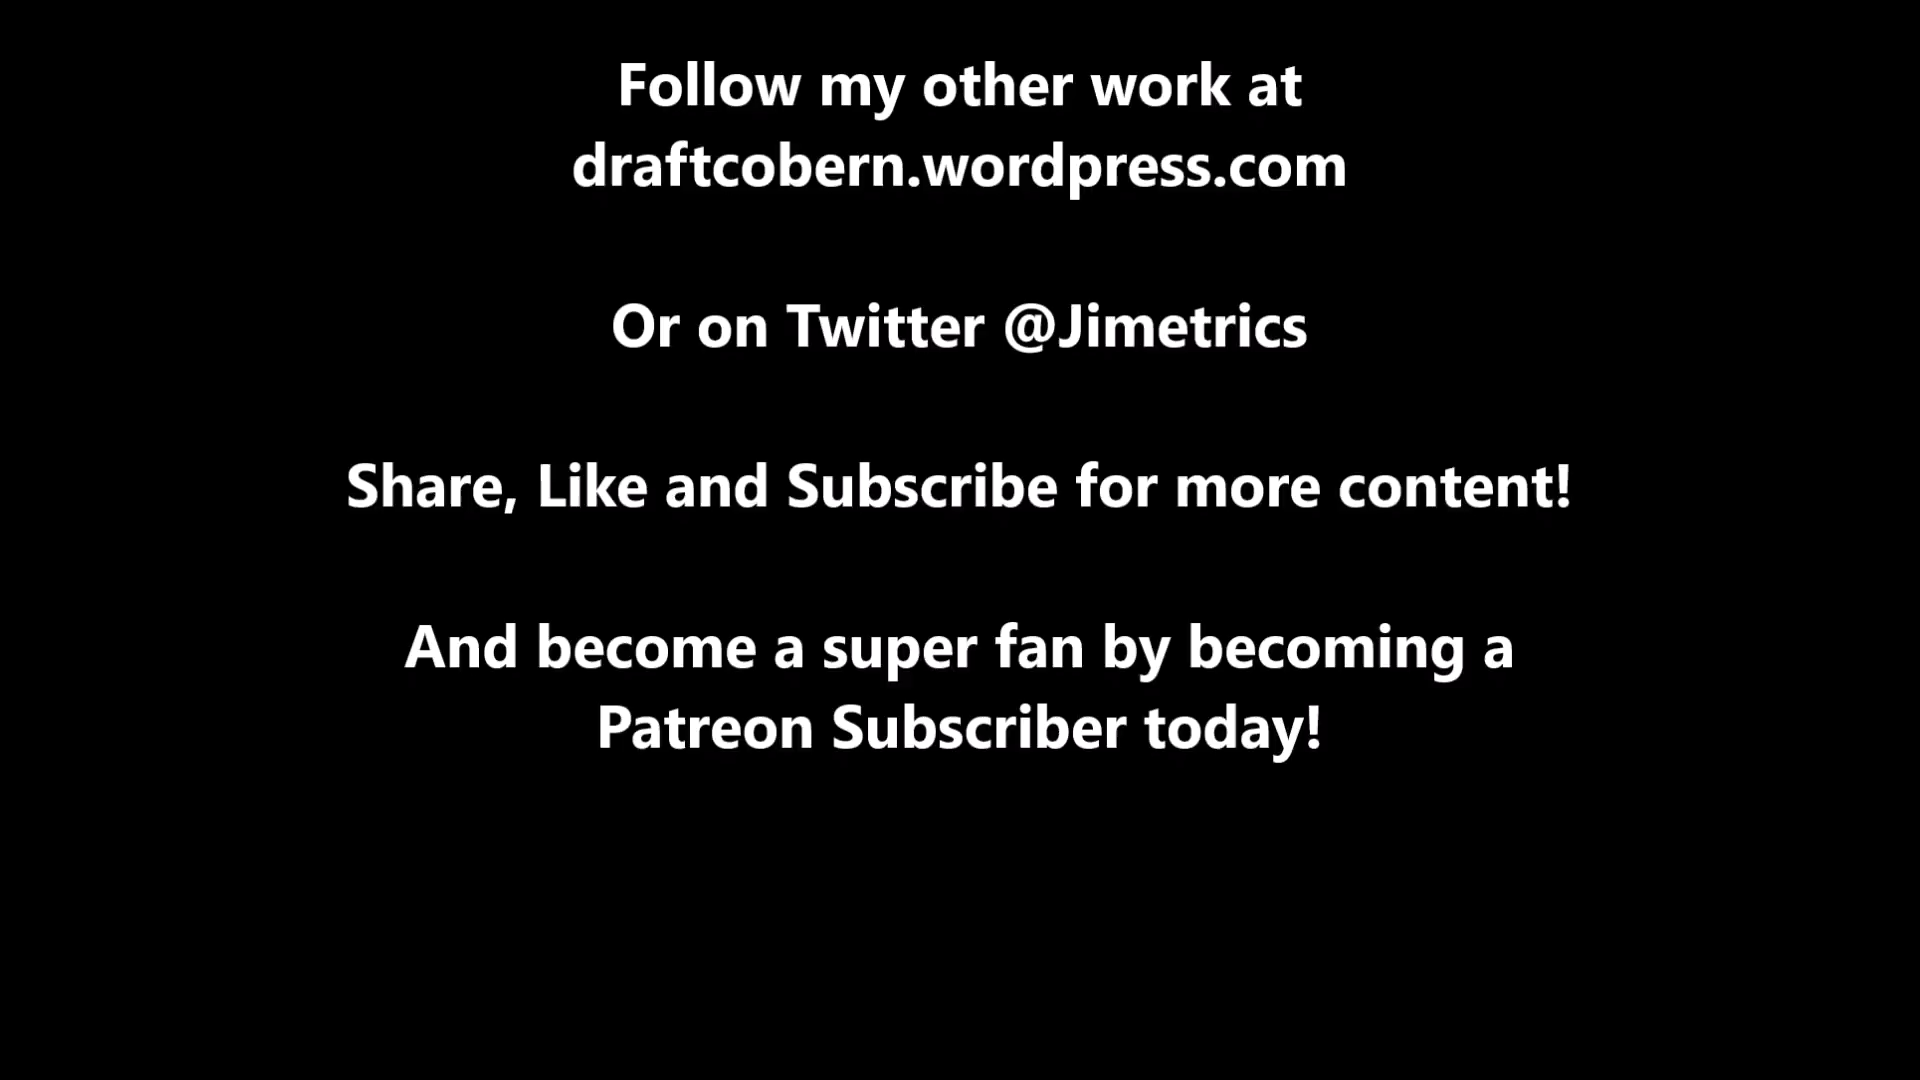 Follow my other work at
draftcobern.wordpress.com
Or on Twitter @Jimetrics
Share, Like and Subscribe for more content!
And become a super fan by becoming a
Patreon Subscriber today!